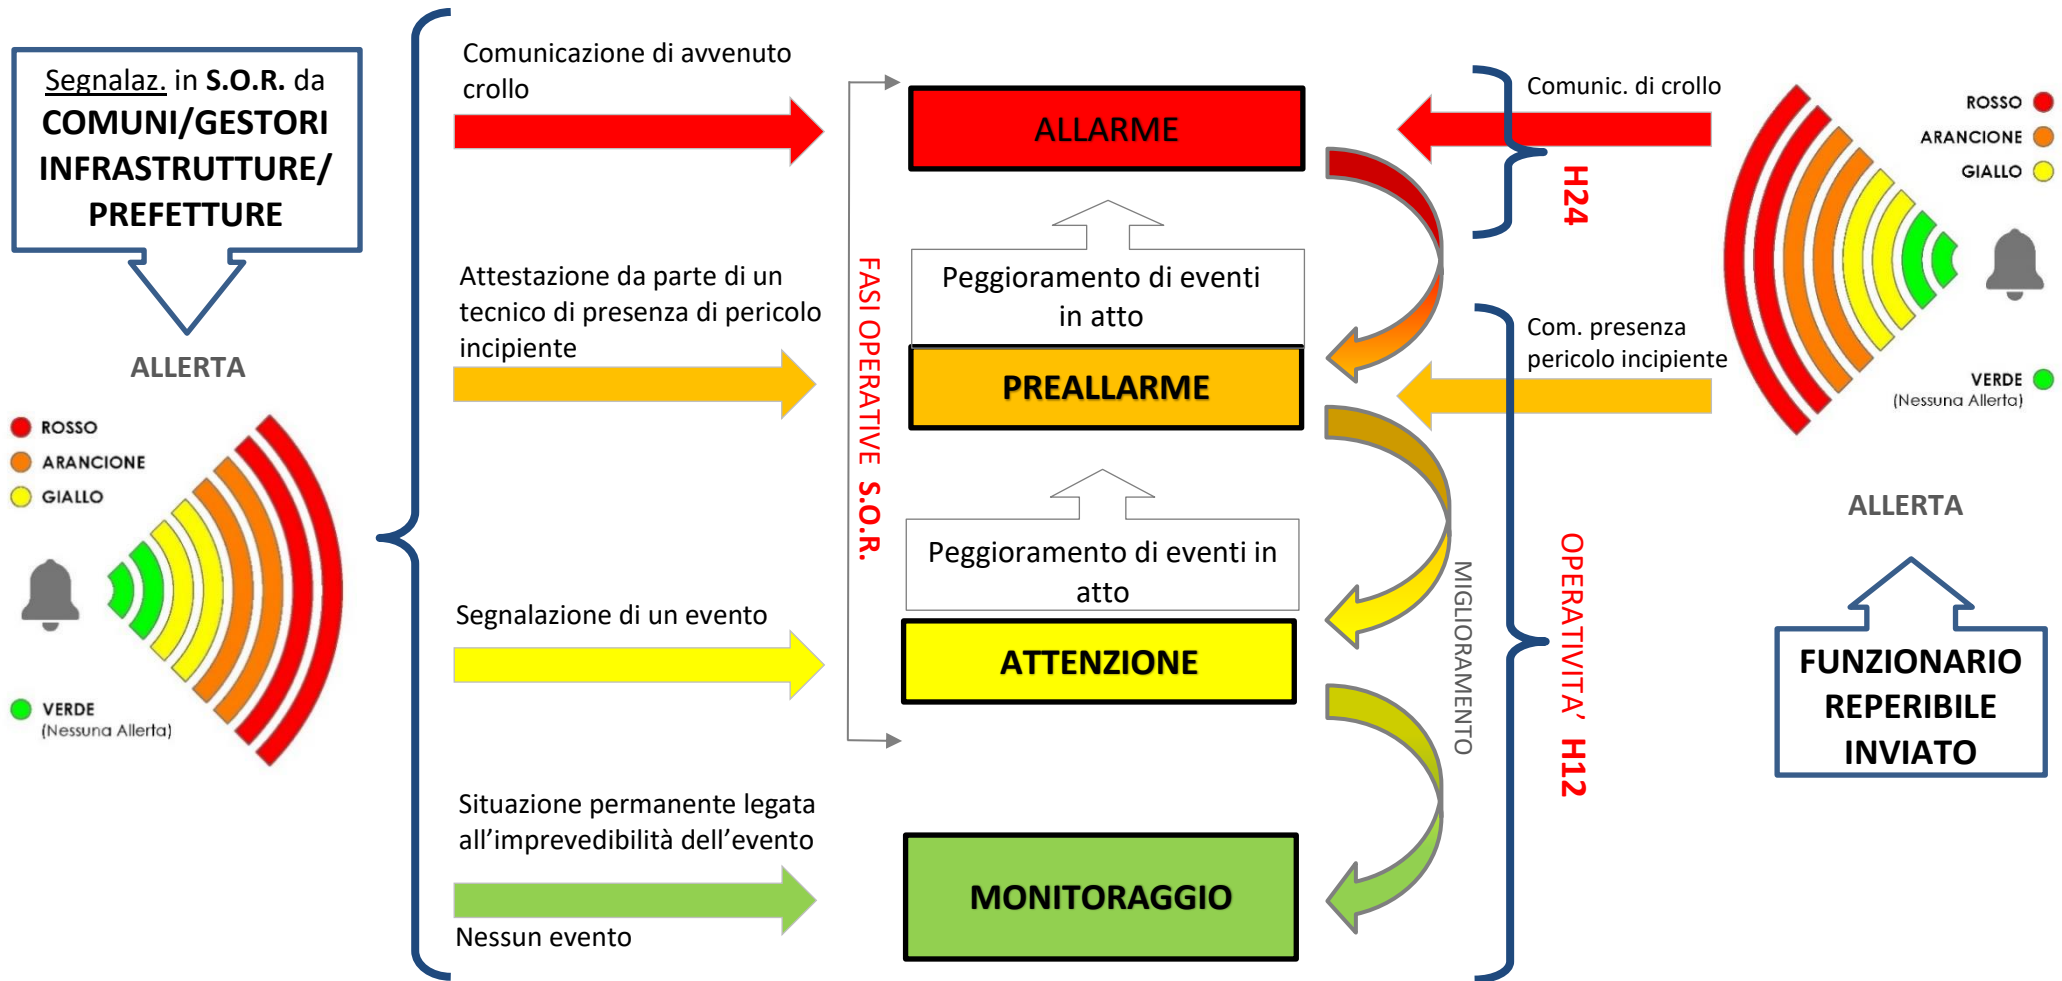 Segnalaz. in S.O.R. da
COMUNI/GESTORI
INFRASTRUTTURE/
PREFETTURE
ALLERTA
ROSSO
ARANCIONE
GIALLO
VERDE
(Nessuna Allerta)
Comunicazione di avvenuto
crollo
Attestazione da parte di un
tecnico di presenza di pericolo
incipiente
Segnalazione di un evento
Situazione permanente legata
all’imprevedibilità dell’evento
Nessun evento
FASI OPERATIVE S.O.R.
ALLARME
Peggioramento di eventi
in atto
PREALLARME
Peggioramento di eventi in
atto
ATTENZIONE
MONITORAGGIO
MIGLIORAMENTO
Comunic. di crollo
H24
Com. presenza
pericolo incipiente
OPERATIVITA’ H12
ROSSO
ARANCIONE
GIALLO
VERDE
(Nessuna Allerta)
ALLERTA
FUNZIONARIO
REPERIBILE
INVIATO